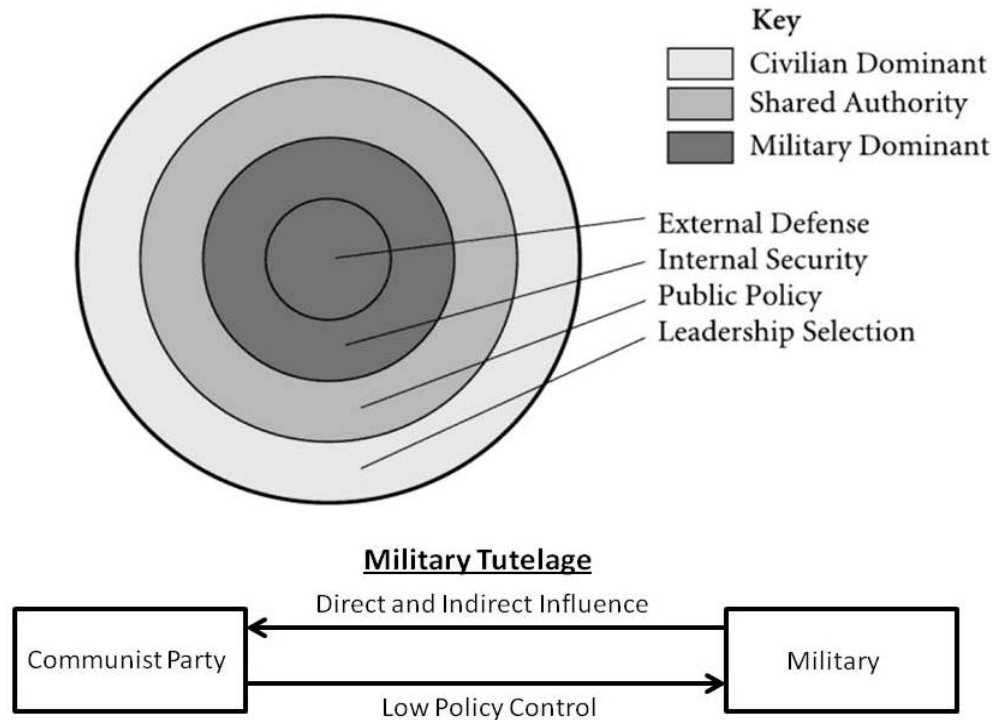 Key
Civilian Dominant
Shared Authority
Military Dominant
External Defense
Internal Security
Public Policy
Leadership Selection
Military Tutelage
Direct and Indirect Influence
Communist Party
Military
Low Policy Control